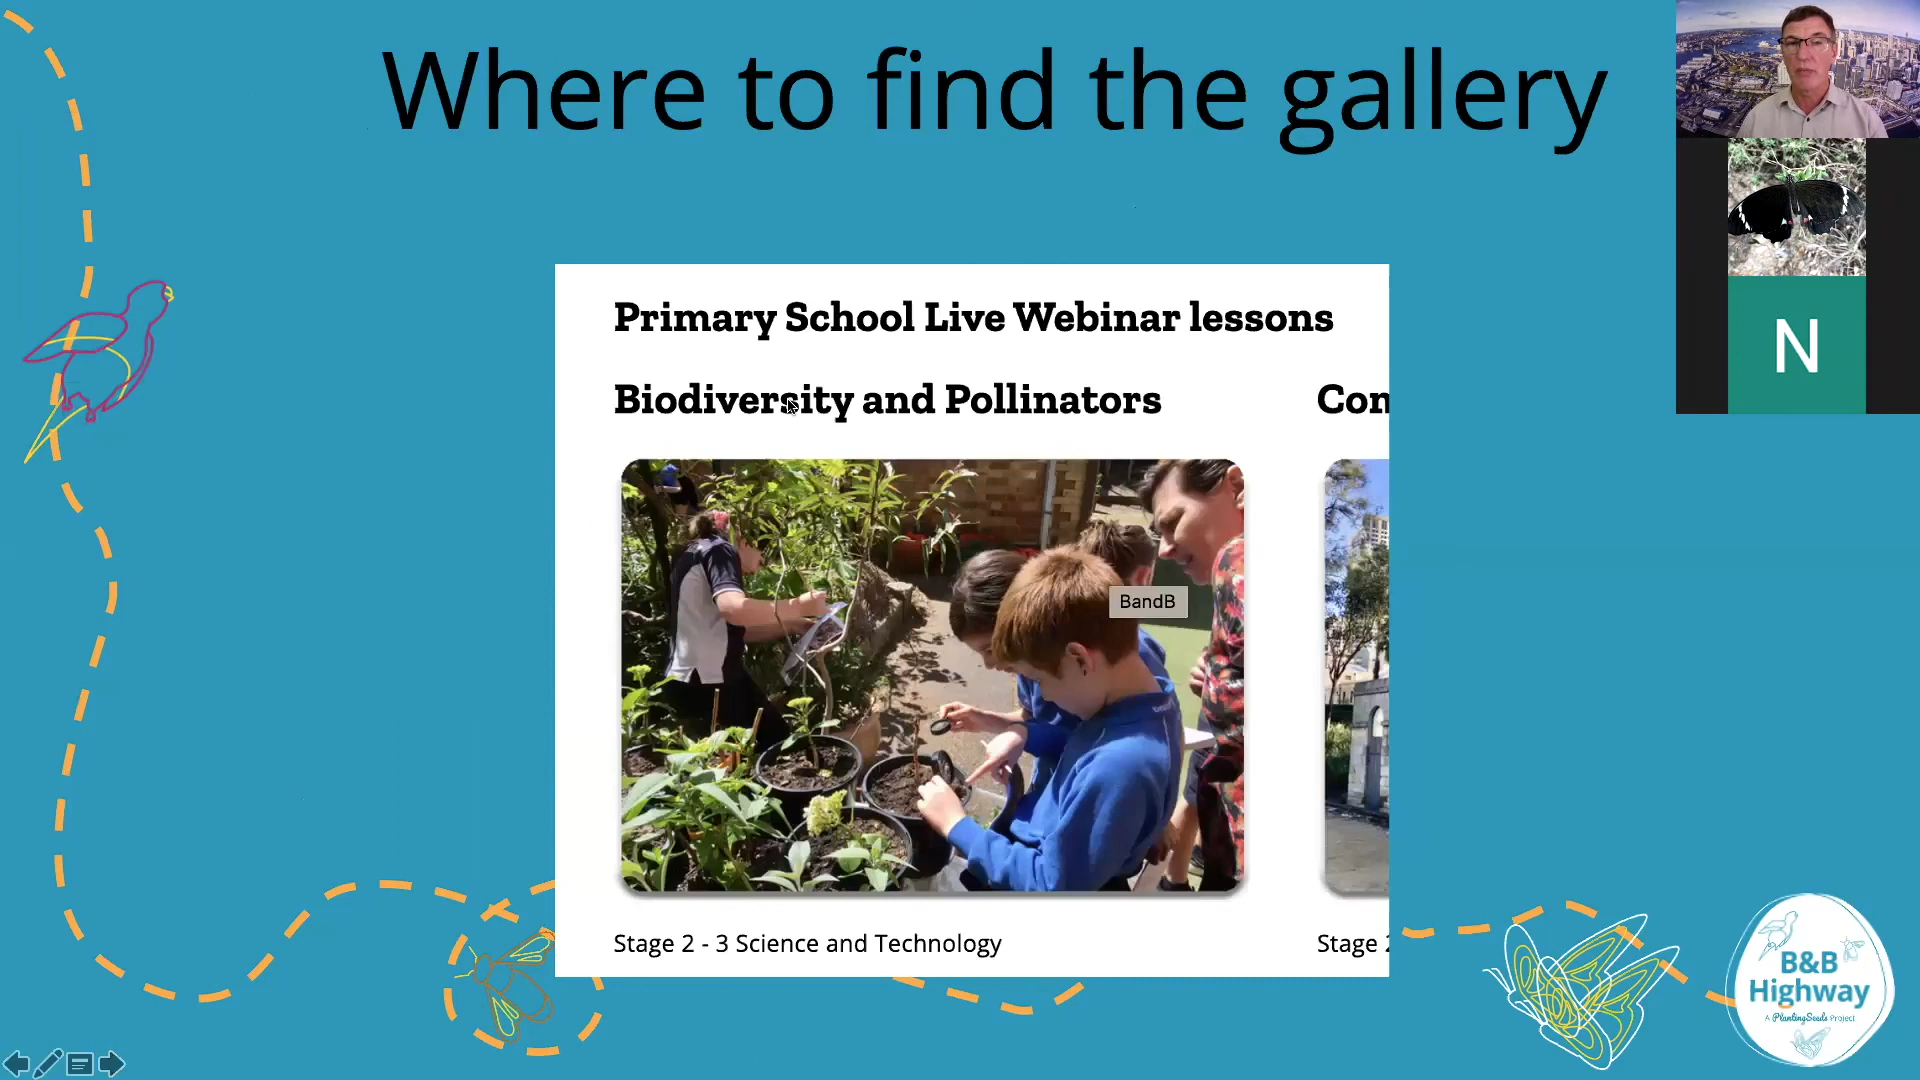 Where to find the gallery
Primary School Live Webinar lessons
Biodiversity and Pollinators
Con
BandB
Stage 2 - 3 Science and Technology
Stage 2
N
B&B
Highway
A PlantingSeeds Project